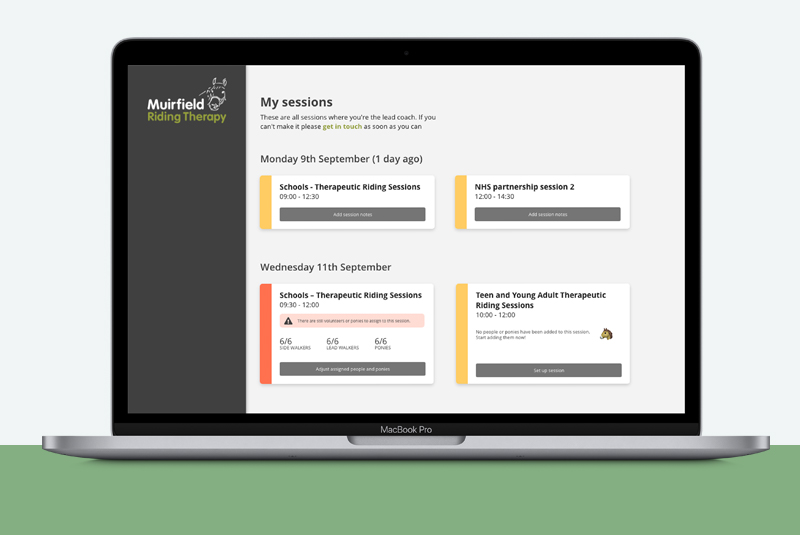 Muirfield
Riding Therapy
My sessions
These are all sessions where you're the lead coach. If you
can't make it please get in touch as soon as you can
Monday 9th September (1 day ago)
Schools - Therapeutic Riding Sessions
09:00 - 12:30
Add session notes
NHS partnership session 2
12:00 - 14:30
Add session notes
Wednesday 11th September
Schools – Therapeutic Riding Sessions
09:30 - 12:00
There are still volunteers or ponies to assign to this session.
6/6 6/6 6/6
SIDE WALKERS LEAD WALKERS PONIES
Adjust assigned people and ponies
Teen and Young Adult Therapeutic
Riding Sessions
10:00 - 12:00
No people or ponies have been added to this session.
Start adding them now!
Set up session
MacBook Pro